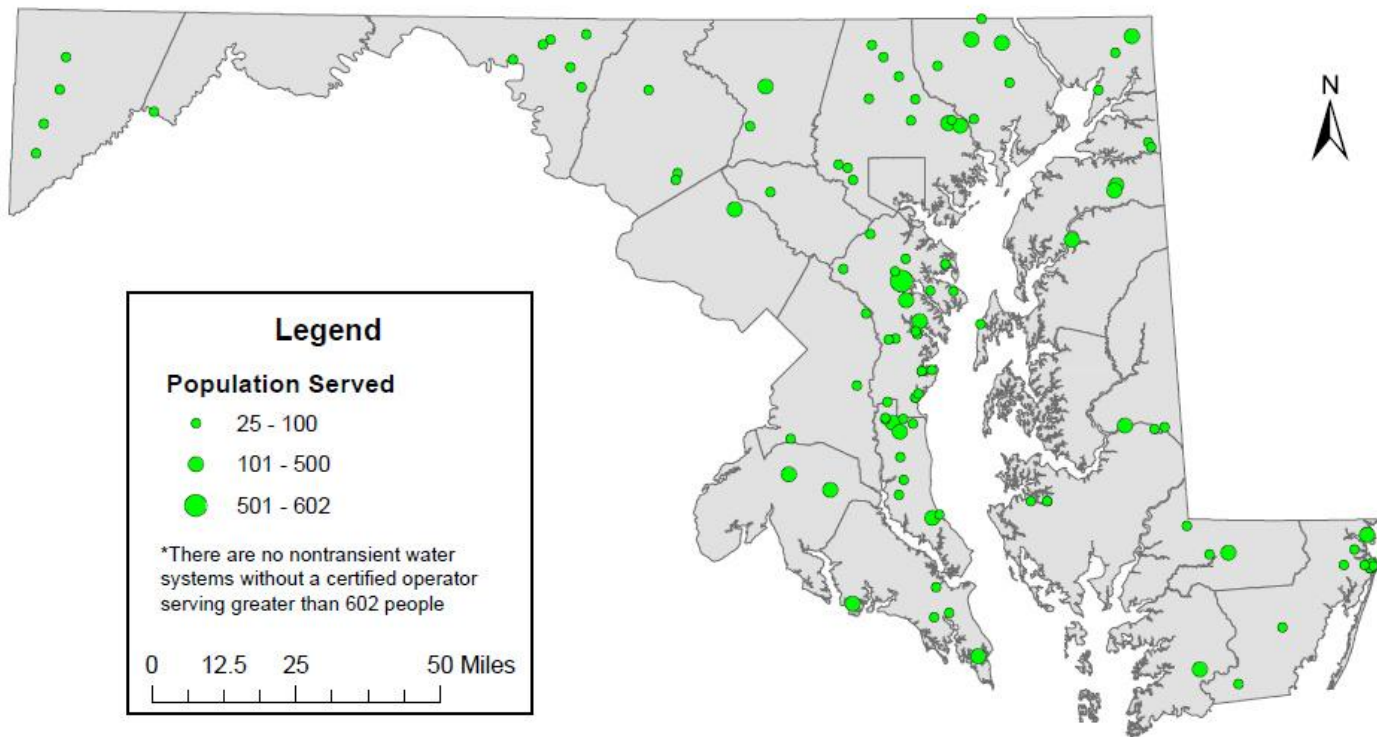 N
Legend
Population Served
25 - 100
101 - 500
501 - 602
*There are no nontransient water
systems without a certified operator
serving greater than 602 people
0 12.5 25 50 Miles